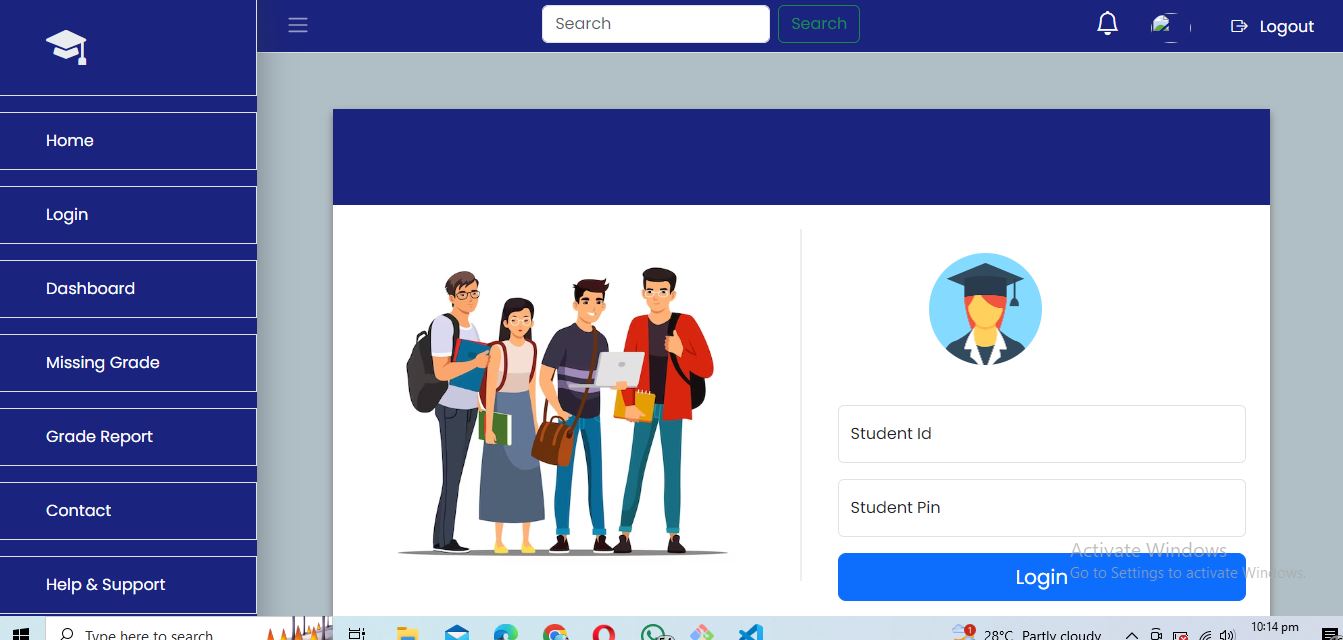 Search
Search
Logout
Home
Login
Dashboard
Missing Grade
Grade Report
Contact
Help & Support
Student Id
Student Pin
Login
Activate Windows
Go to Settings to activate Windows.
Type here to search
1
28°C Partly cloudy
10:14 pm